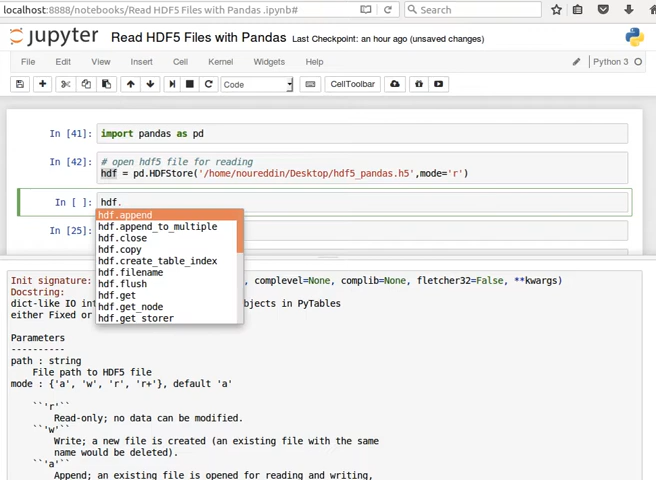 localhost:8888/notebooks/Read HDF5 Files with Pandas .ipynb#
Search
jupyter Read HDF5 Files with Pandas Last Checkpoint: an hour ago (unsaved changes)
File Edit View Insert Cell Kernel Widgets Help
Python 3
Code CellToolbar
In [41]: import pandas as pd
In [42]: # open hdf5 file for reading
hdf = pd.HDFStore('/home/noureddin/Desktop/hdf5_pandas.h5',mode='r')
In [ ]: hdf.
hdf.append
In [25]:
hdf.append_to_multiple
hdf.close
hdf.copy
hdf.create_table_index
hdf.filename
hdf.flush
hdf.get
hdf.get_node
hdf.get_storer
Init signature: , complevel=None, complib=None, fletcher32=False, **kwargs)
Docstring:
dict-like IO in bjects in PyTables
either Fixed or
Parameters
----------
path : string
File path to HDF5 file
mode : {'a', 'w', 'r', 'r+'}, default 'a'
``'r'``
Read-only; no data can be modified.
``'w'``
Write; a new file is created (an existing file with the same
name would be deleted).
``'a'``
Append; an existing file is opened for reading and writing,